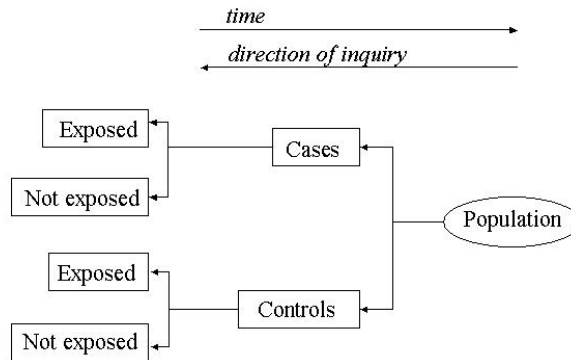 time
direction of inquiry
Exposed
Cases
Not exposed
Population
Exposed
Controls
Not exposed